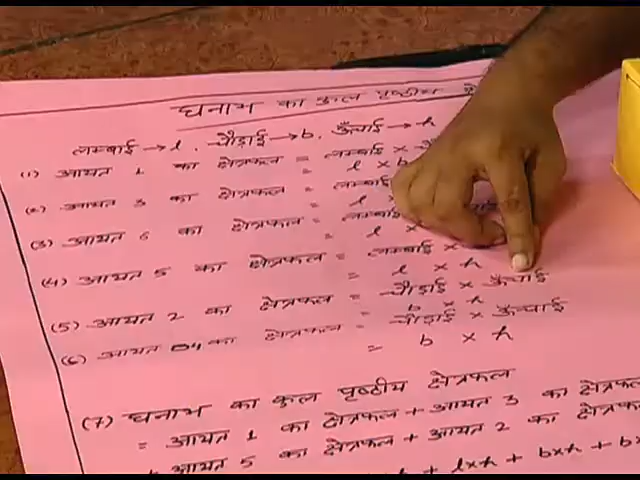 घनाभ का कुल पृष्ठीय
लम्बाई → l. चौड़ाई → b. ऊँचाई → h
(1) आयत 1 का क्षेत्रफल = लम्बाई ×
= l × b
(2) आयत 3 का क्षेत्रफल = लम्बाई
= l ×
(3) आयत 6 का क्षेत्रफल = लम्बाई
= l ×
(4) आयत 5 का क्षेत्रफल = लम्बाई × ऊँचाई
= l × h
(5) आयत 2 का क्षेत्रफल = चौड़ाई × ऊँचाई
= b × h
(6) आयत 4 का क्षेत्रफल = चौड़ाई × ऊँचाई
= b × h
(7) घनाभ का कुल पृष्ठीय क्षेत्रफल
= आयत 1 का क्षेत्रफल + आयत 3 का क्षेत्रफल
+ आयत 5 का क्षेत्रफल + आयत 2 का क्षेत्रफल
+ l×h + b×h + b×